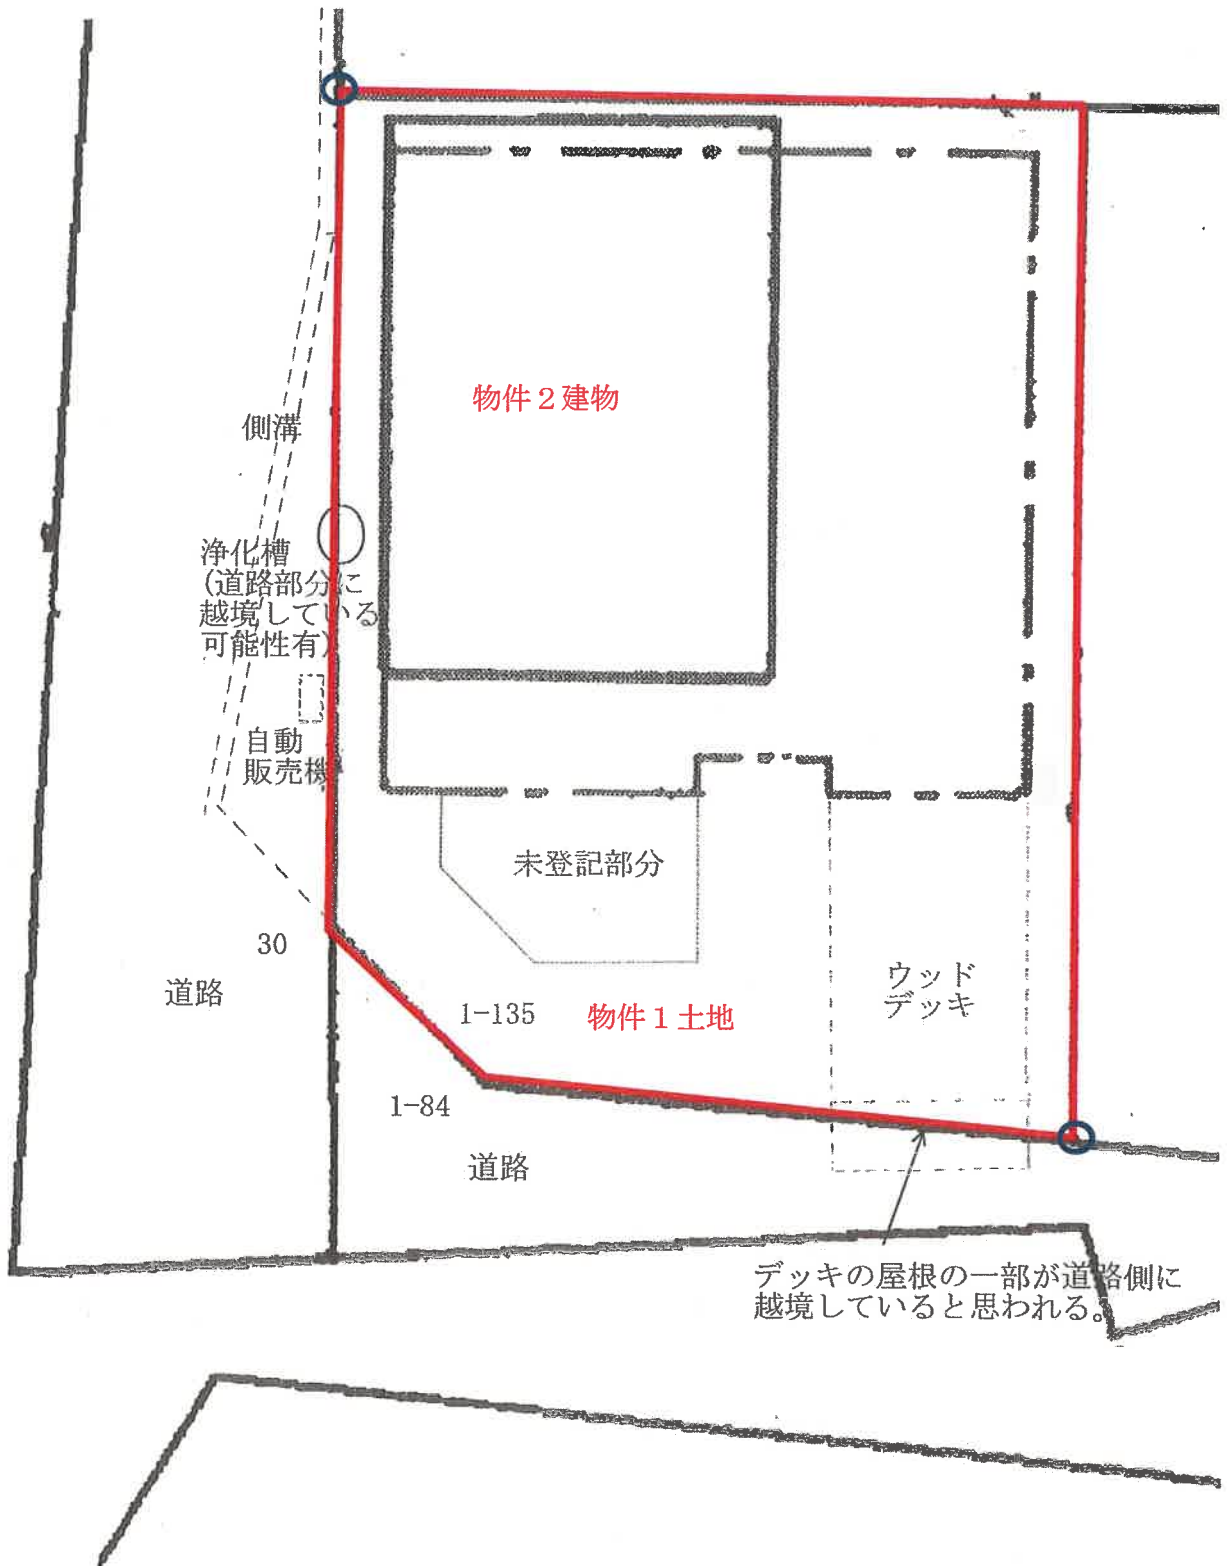 物件２建物
側溝
浄化槽
(道路部分に
越境している
可能性有)
自動
販売機
未登記部分
30
道路
ウッド
デッキ
1-135
物件１土地
1-84
道路
デッキの屋根の一部が道路側に
越境していると思われる。